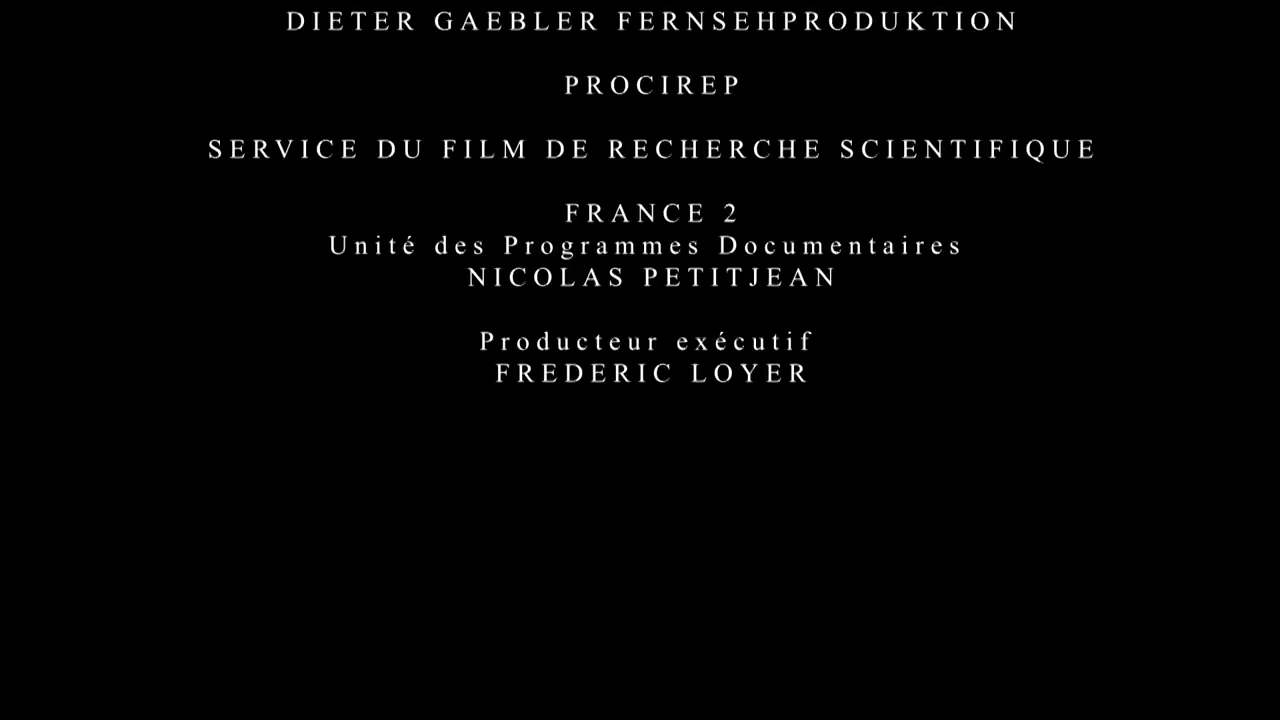 DIETER GAEBLER FERNSEHPRODUKTION
PROCIREP
SERVICE DU FILM DE RECHERCHE SCIENTIFIQUE
FRANCE 2
Unité des Programmes Documentaires
NICOLAS PETITJEAN
Producteur exécutif
FREDERIC LOYER